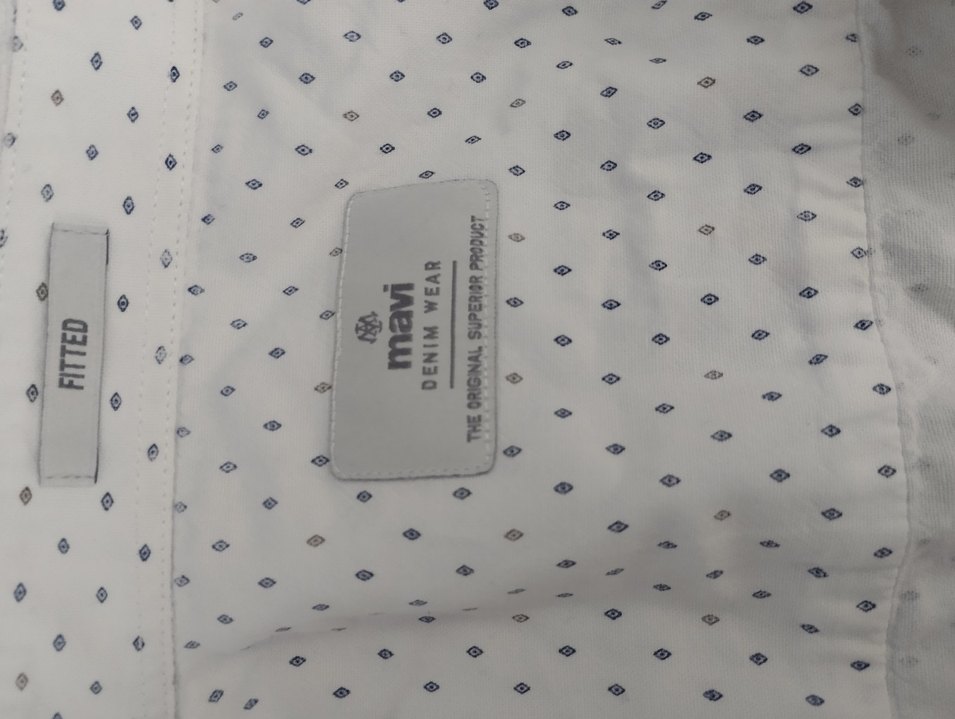 FITTED
mavi
DENIM WEAR
THE ORIGINAL SUPERIOR PRODUCT